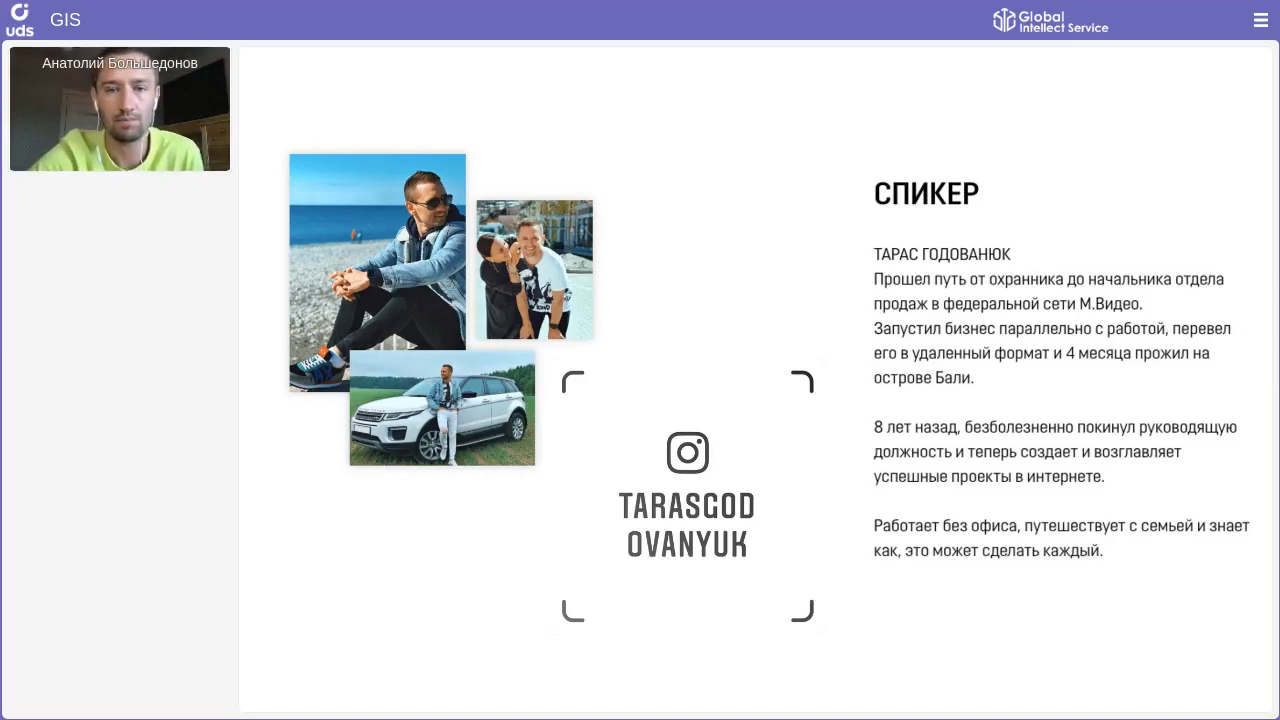 uds
GIS
Global
Intellect Service
Анатолий Большедонов
СПИКЕР
ТАРАС ГОДОВАНЮК
Прошел путь от охранника до начальника отдела
продаж в федеральной сети М.Видео.
Запустил бизнес параллельно с работой, перевел
его в удаленный формат и 4 месяца прожил на
острове Бали.
8 лет назад, безболезненно покинул руководящую
должность и теперь создает и возглавляет
успешные проекты в интернете.
Работает без офиса, путешествует с семьей и знает
как, это может сделать каждый.
TARASGOD
OVANYUK